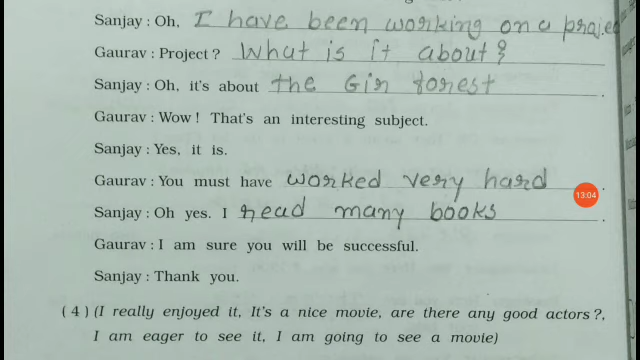 Sanjay : Oh, I have been working on a project
Gaurav : Project ? What is it about?
Sanjay : Oh, it's about the Gir forest.
Gaurav : Wow ! That's an interesting subject.
Sanjay : Yes, it is.
Gaurav : You must have worked very hard.
13:04
Sanjay : Oh yes. I read many books.
Gaurav : I am sure you will be successful.
Sanjay : Thank you.
( 4 ) (I really enjoyed it, It's a nice movie, are there any good actors ?,
I am eager to see it, I am going to see a movie)